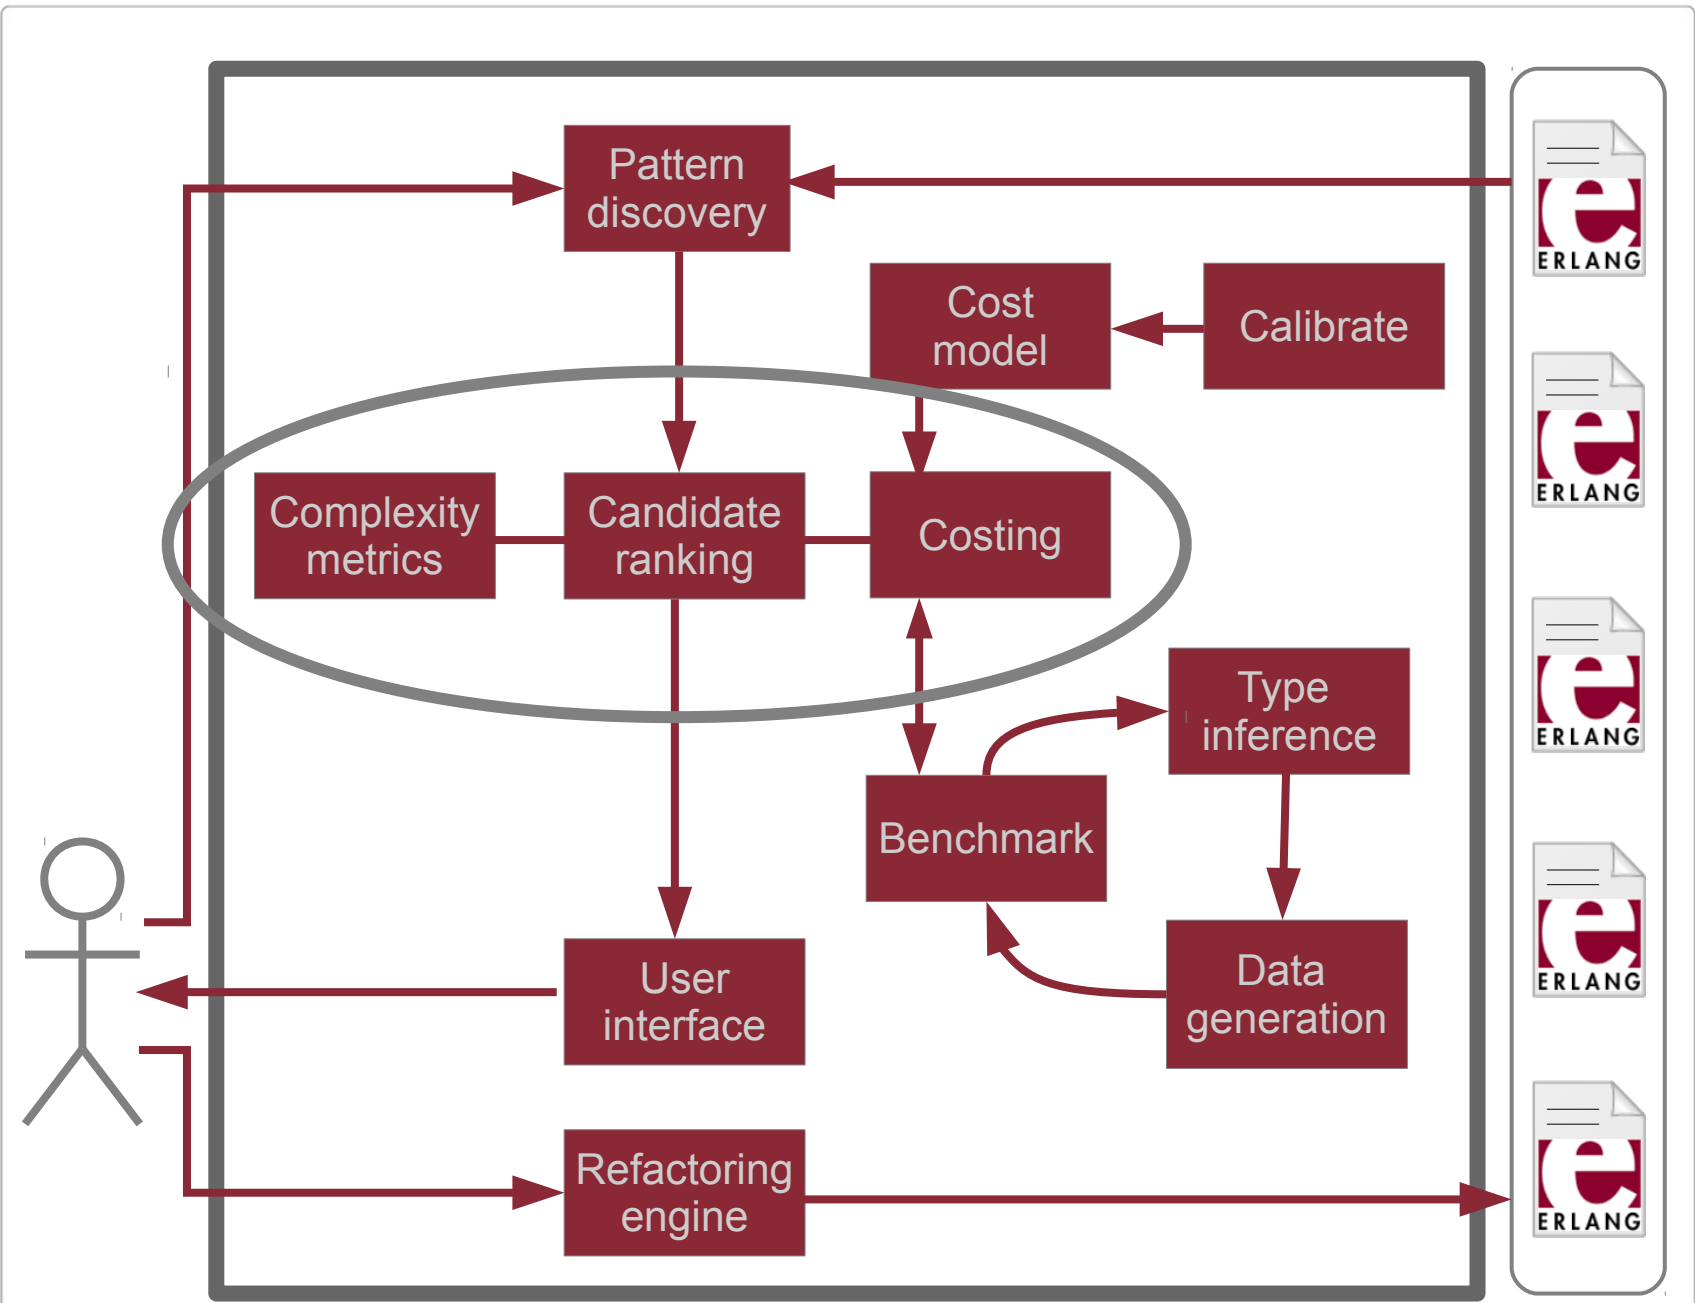 Pattern
discovery
ERLANG
Cost
model
Calibrate
ERLANG
Complexity
metrics
Candidate
ranking
Costing
Type
inference
ERLANG
Benchmark
User
interface
Data
generation
ERLANG
Refactoring
engine
ERLANG